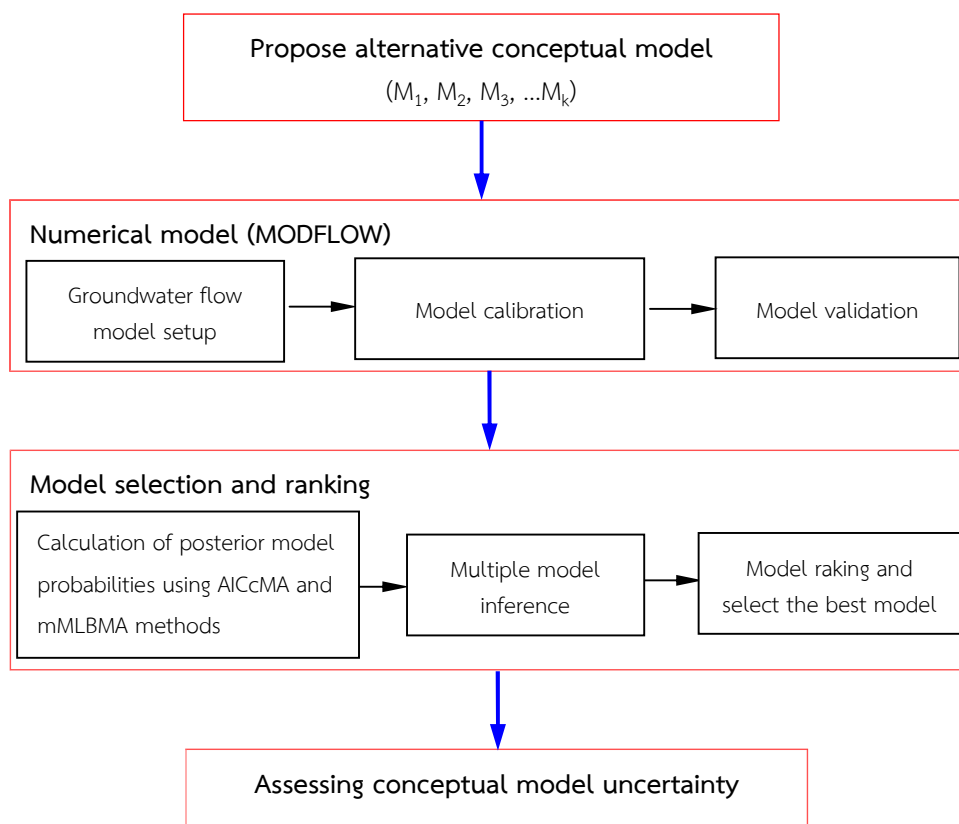 Propose alternative conceptual model
(M₁, M₂, M₃, ...Mₖ)
Numerical model (MODFLOW)
Groundwater flow
model setup
Model calibration
Model validation
Model selection and ranking
Calculation of posterior model
probabilities using AICcMA and
mMLBMA methods
Multiple model
inference
Model raking and
select the best model
Assessing conceptual model uncertainty